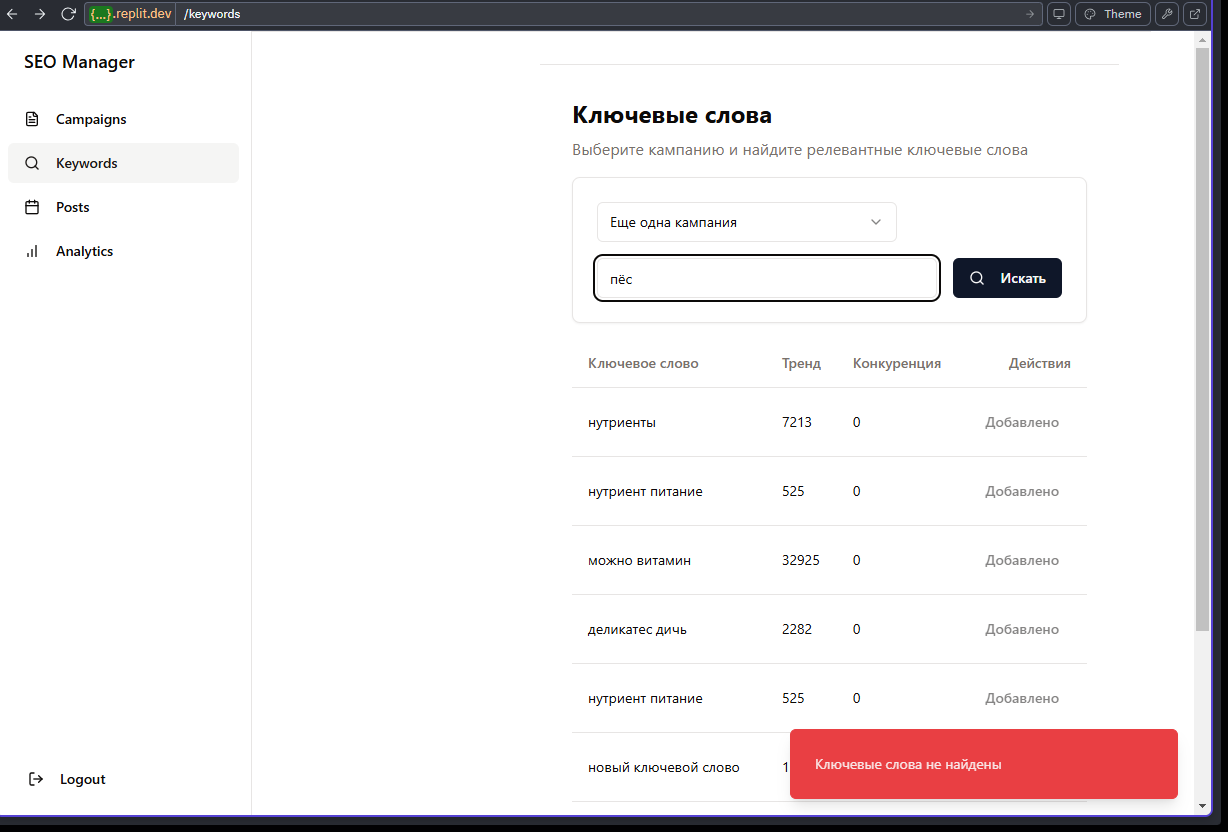 {...}.replit.dev /keywords Theme
SEO Manager
Campaigns
Keywords
Posts
Analytics
Logout
Ключевые слова
Выберите кампанию и найдите релевантные ключевые слова
Еще одна кампания
пёс
Искать
Ключевое слово Тренд Конкуренция Действия
нутриенты 7213 0 Добавлено
нутриент питание 525 0 Добавлено
можно витамин 32925 0 Добавлено
деликатес дичь 2282 0 Добавлено
нутриент питание 525 0 Добавлено
новый ключевой слово 1
Ключевые слова не найдены